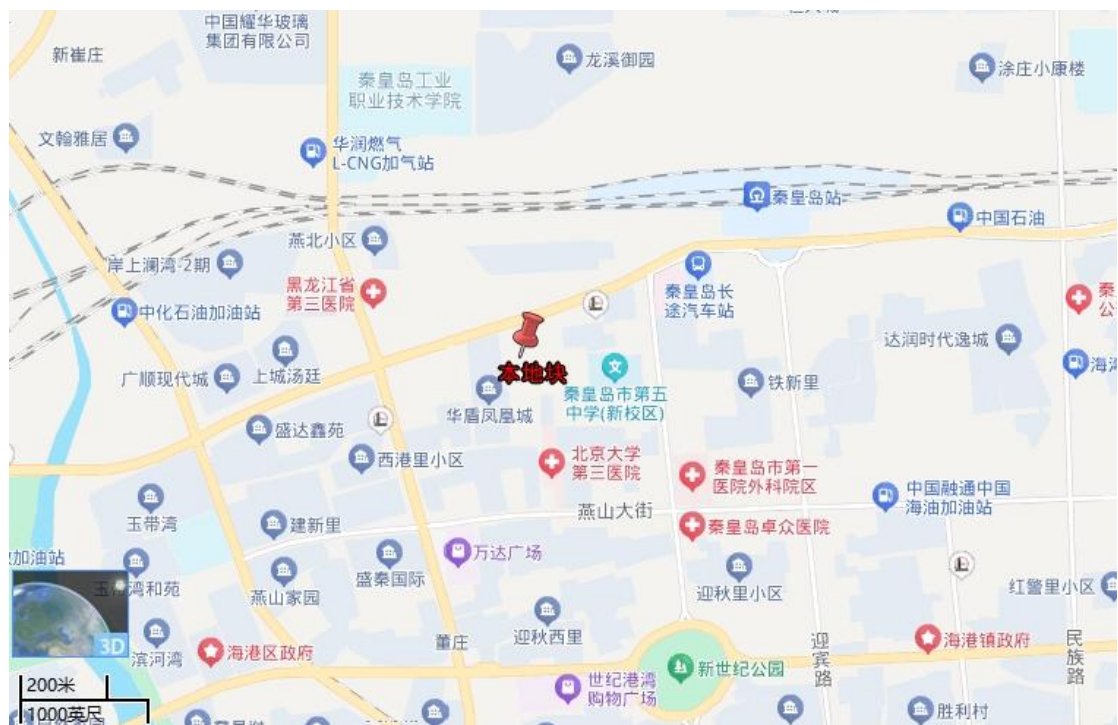 中国耀华玻璃
集团有限公司
新崔庄
龙溪御园
涂庄小康楼
秦皇岛工业
职业技术学院
文翰雅居
华润燃气
L-CNG加气站
秦皇岛站
中国石油
燕北小区
岸上澜湾-2期
黑龙江省
第三医院
秦皇岛长
途汽车站
中化石油加油站
达润时代逸城
本地块
广顺现代城
上城汤廷
华盾凤凰城
秦皇岛市第五
中学(新校区)
铁新里
盛达鑫苑
西港里小区
北京大学
第三医院
秦皇岛市第一
医院外科院区
中国融通中国
海油加油站
玉带湾
建新里
燕山大街
秦皇岛卓众医院
加油站
万达广场
盛秦国际
燕山家园
迎秋里小区
红警里小区
3D
滨河湾
海港区政府
董庄
迎秋西里
迎宾路
海港镇政府
民族路
新世纪公园
世纪港湾
购物广场
胜利村
200米
1000英尺